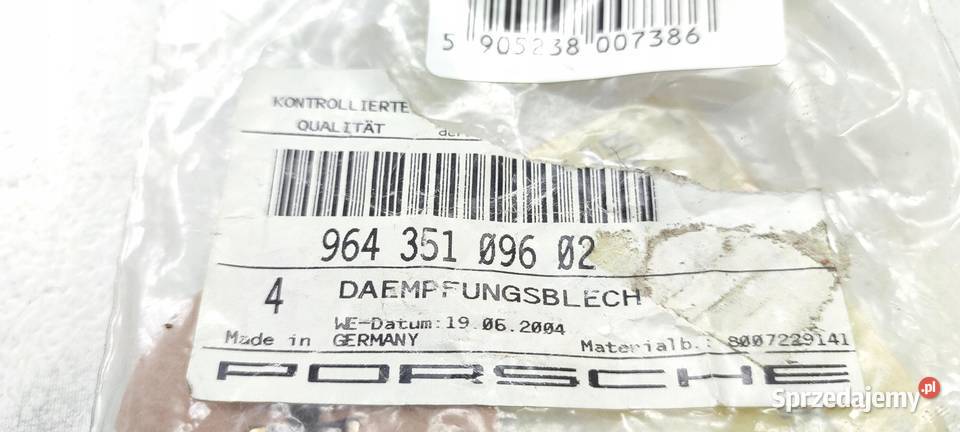 5 905238 007386
KONTROLLIERTE
QUALITÄT
964 351 096 02
4 DAEMPFUNGSBLECH
WE-Datum: 19.06.2004
Made in GERMANY
Materialb.: 8007229141
PORSCHE
Sprzedajemy.pl